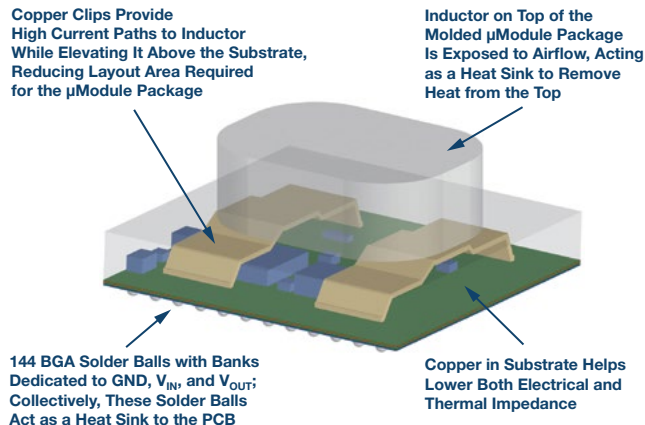 Copper Clips Provide
High Current Paths to Inductor
While Elevating It Above the Substrate,
Reducing Layout Area Required
for the μModule Package
Inductor on Top of the
Molded μModule Package
Is Exposed to Airflow, Acting
as a Heat Sink to Remove
Heat from the Top
144 BGA Solder Balls with Banks
Dedicated to GND, VIN, and VOUT;
Collectively, These Solder Balls
Act as a Heat Sink to the PCB
Copper in Substrate Helps
Lower Both Electrical and
Thermal Impedance